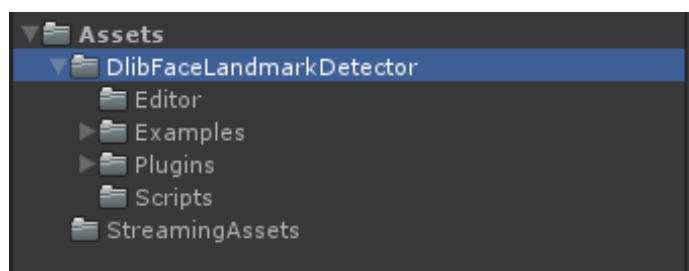 Assets
DlibFaceLandmarkDetector
Editor
Examples
Plugins
Scripts
StreamingAssets